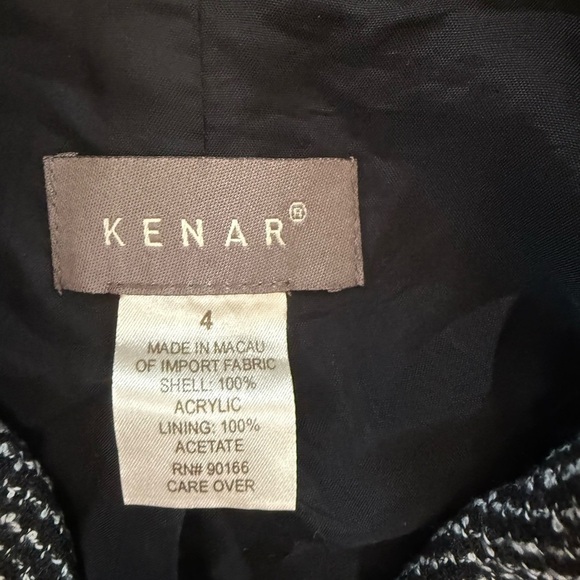 KENAR®
4
MADE IN MACAU
OF IMPORT FABRIC
SHELL: 100%
ACRYLIC
LINING: 100%
ACETATE
RN# 90166
CARE OVER